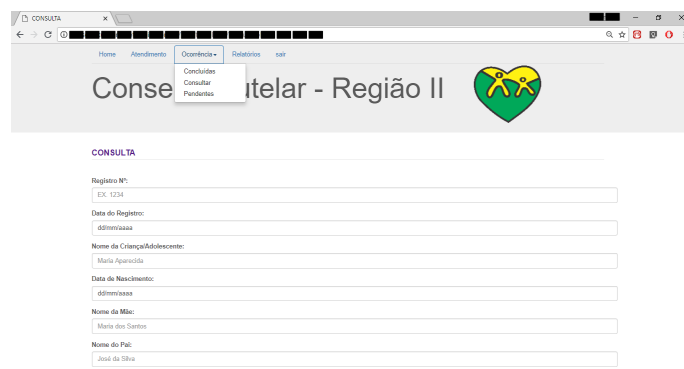 CONSULTA
Home Atendimento Ocorrência Relatórios sair
Concluídas
Consultar
Pendentes
Conse utelar - Região II
CONSULTA
Registro Nº:
EX. 1234
Data do Registro:
dd/mm/aaaa
Nome da Criança/Adolescente:
Maria Aparecida
Data de Nascimento:
dd/mm/aaaa
Nome da Mãe:
Maria dos Santos
Nome do Pai:
José da Silva